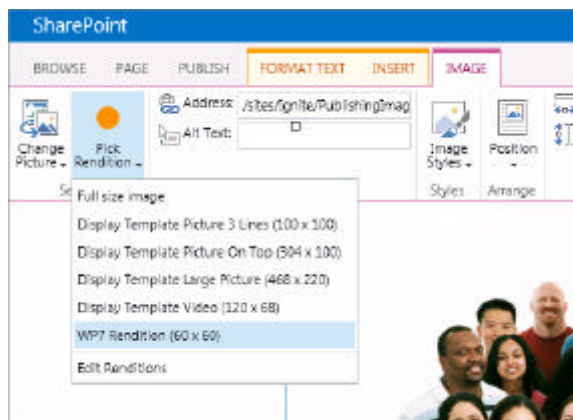 SharePoint
BROWSE PAGE PUBLISH FORMAT TEXT INSERT IMAGE
Address: /sites/Ignite/PublishingImag
Alt Text:
Change Picture
Pick Rendition
Image Styles
Position
Se Styles Arrange
Full size image
Display Template Picture 3 Lines (100 x 100)
Display Template Picture On Top (304 x 100)
Display Template Large Picture (468 x 220)
Display Template Video (120 x 68)
WP7 Rendition (60 x 60)
Edit Renditions